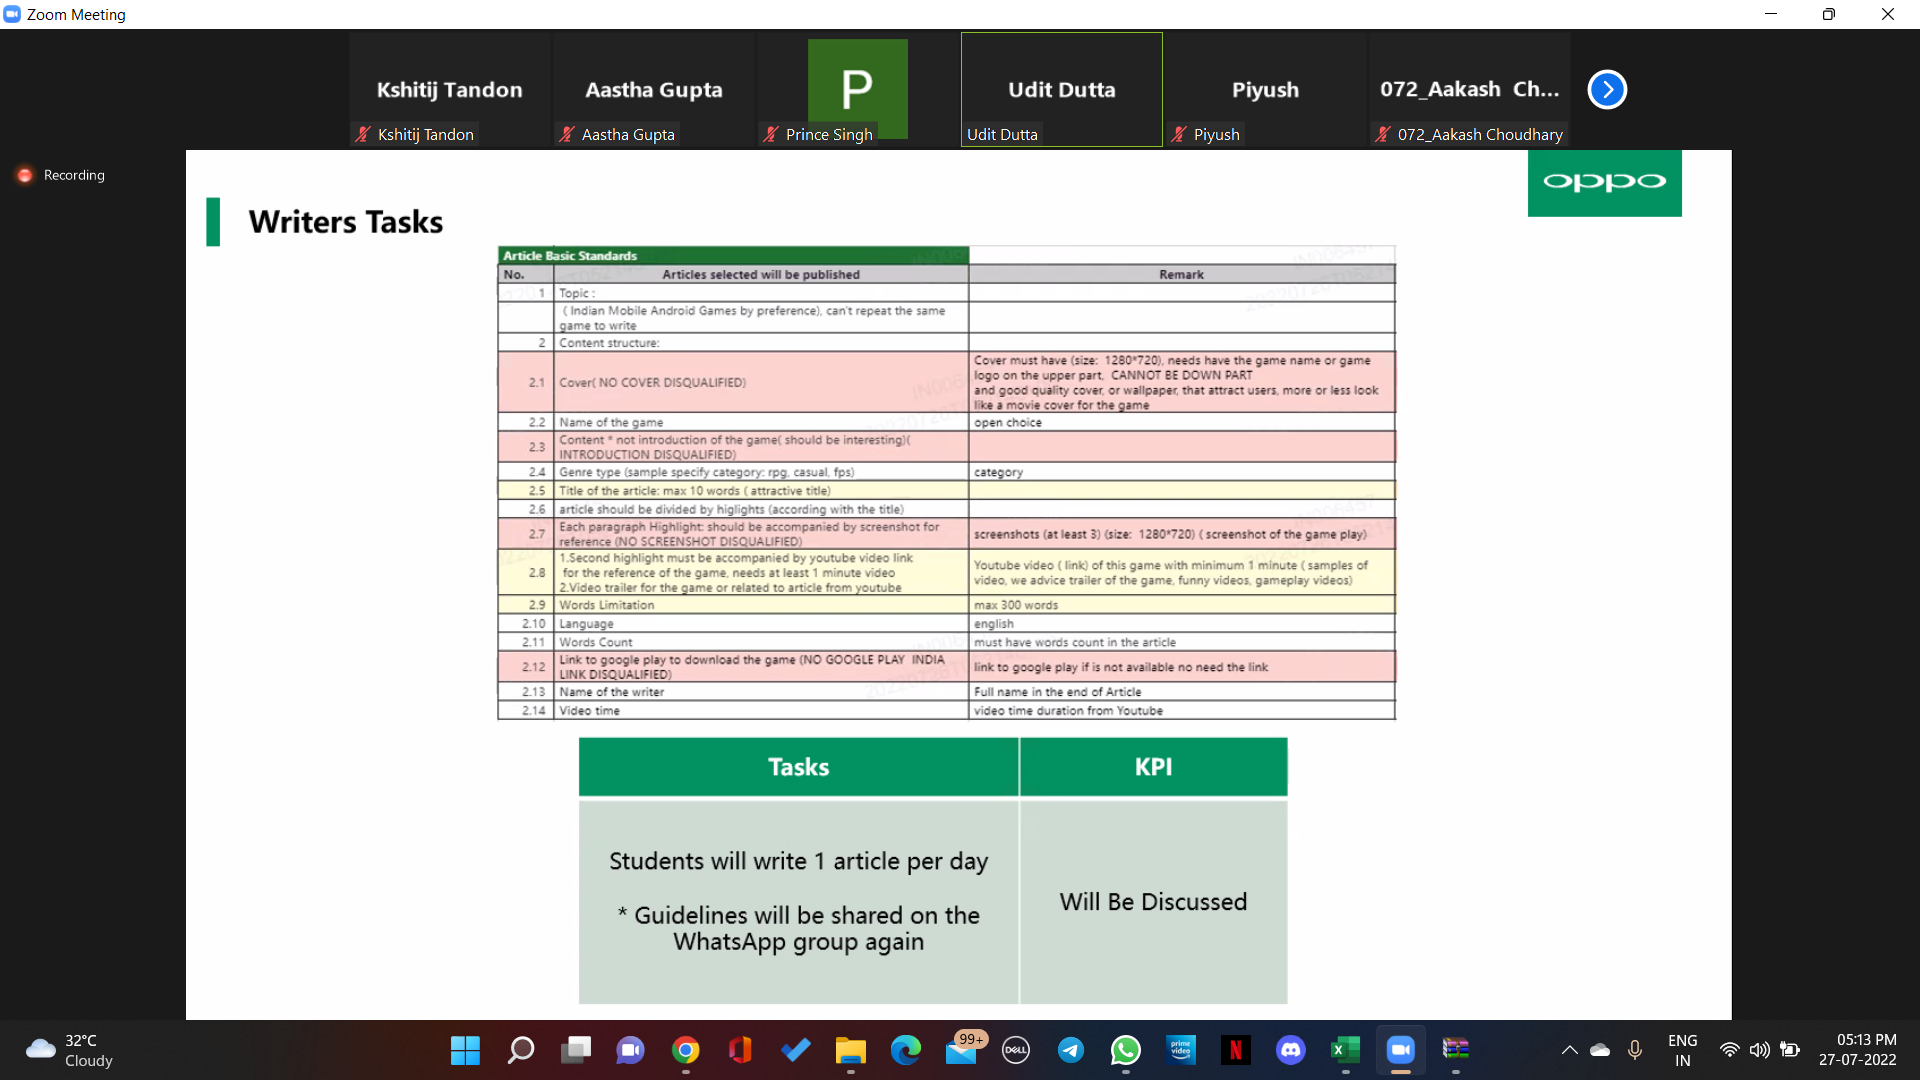 Zoom Meeting
Kshitij Tandon
Aastha Gupta
P
Udit Dutta
Piyush
072_Aakash Ch...
Kshitij Tandon
Aastha Gupta
Prince Singh
Udit Dutta
Piyush
072_Aakash Choudhary
Recording
oppo
Writers Tasks
Article Basic Standards
No. Articles selected will be published Remark
1 Topic :
( Indian Mobile Android Games by preference), can't repeat the same
game to write
2 Content structure:
2.1 Cover( NO COVER DISQUALIFIED)
Cover must have (size: 1280*720), needs have the game name or game
logo on the upper part, CANNOT BE DOWN PART
and good quality cover, or wallpaper, that attract users, more or less look
like a movie cover for the game
2.2 Name of the game open choice
2.3 Content * not introduction of the game( should be interesting)(
INTRODUCTION DISQUALIFIED)
2.4 Genre type (sample specify category: rpg, casual, fps) category
2.5 Title of the article: max 10 words ( attractive title)
2.6 article should be divided by higlights (according with the title)
2.7 Each paragraph Highlight: should be accompanied by screenshot for
reference (NO SCREENSHOT DISQUALIFIED)
screenshots (at least 3) (size: 1280*720) ( screenshot of the game play)
2.8 1.Second highlight must be accompanied by youtube video link
for the reference of the game, needs at least 1 minute video
2.Video trailer for the game or related to article from youtube
Youtube video ( link) of this game with minimum 1 minute ( samples of
video, we advice trailer of the game, funny videos, gameplay videos)
2.9 Words Limitation max 300 words
2.10 Language english
2.11 Words Count must have words count in the article
2.12 Link to google play to download the game (NO GOOGLE PLAY INDIA
LINK DISQUALIFIED)
link to google play if is not available no need the link
2.13 Name of the writer Full name in the end of Article
2.14 Video time video time duration from Youtube
Tasks KPI
Students will write 1 article per day
* Guidelines will be shared on the
WhatsApp group again
Will Be Discussed
32°C
Cloudy
99+
DELL
prime
video
N
ENG
IN
05:13 PM
27-07-2022